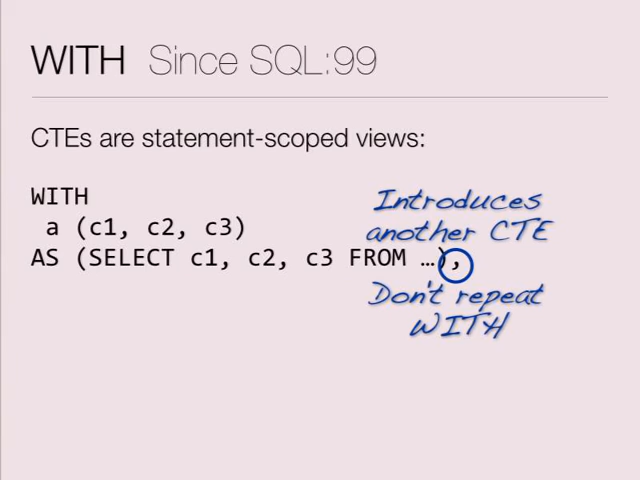 WITH Since SQL:99
CTEs are statement-scoped views:
WITH
a (c1, c2, c3)
AS (SELECT c1, c2, c3 FROM …),
Introduces
another CTE
Don't repeat
WITH